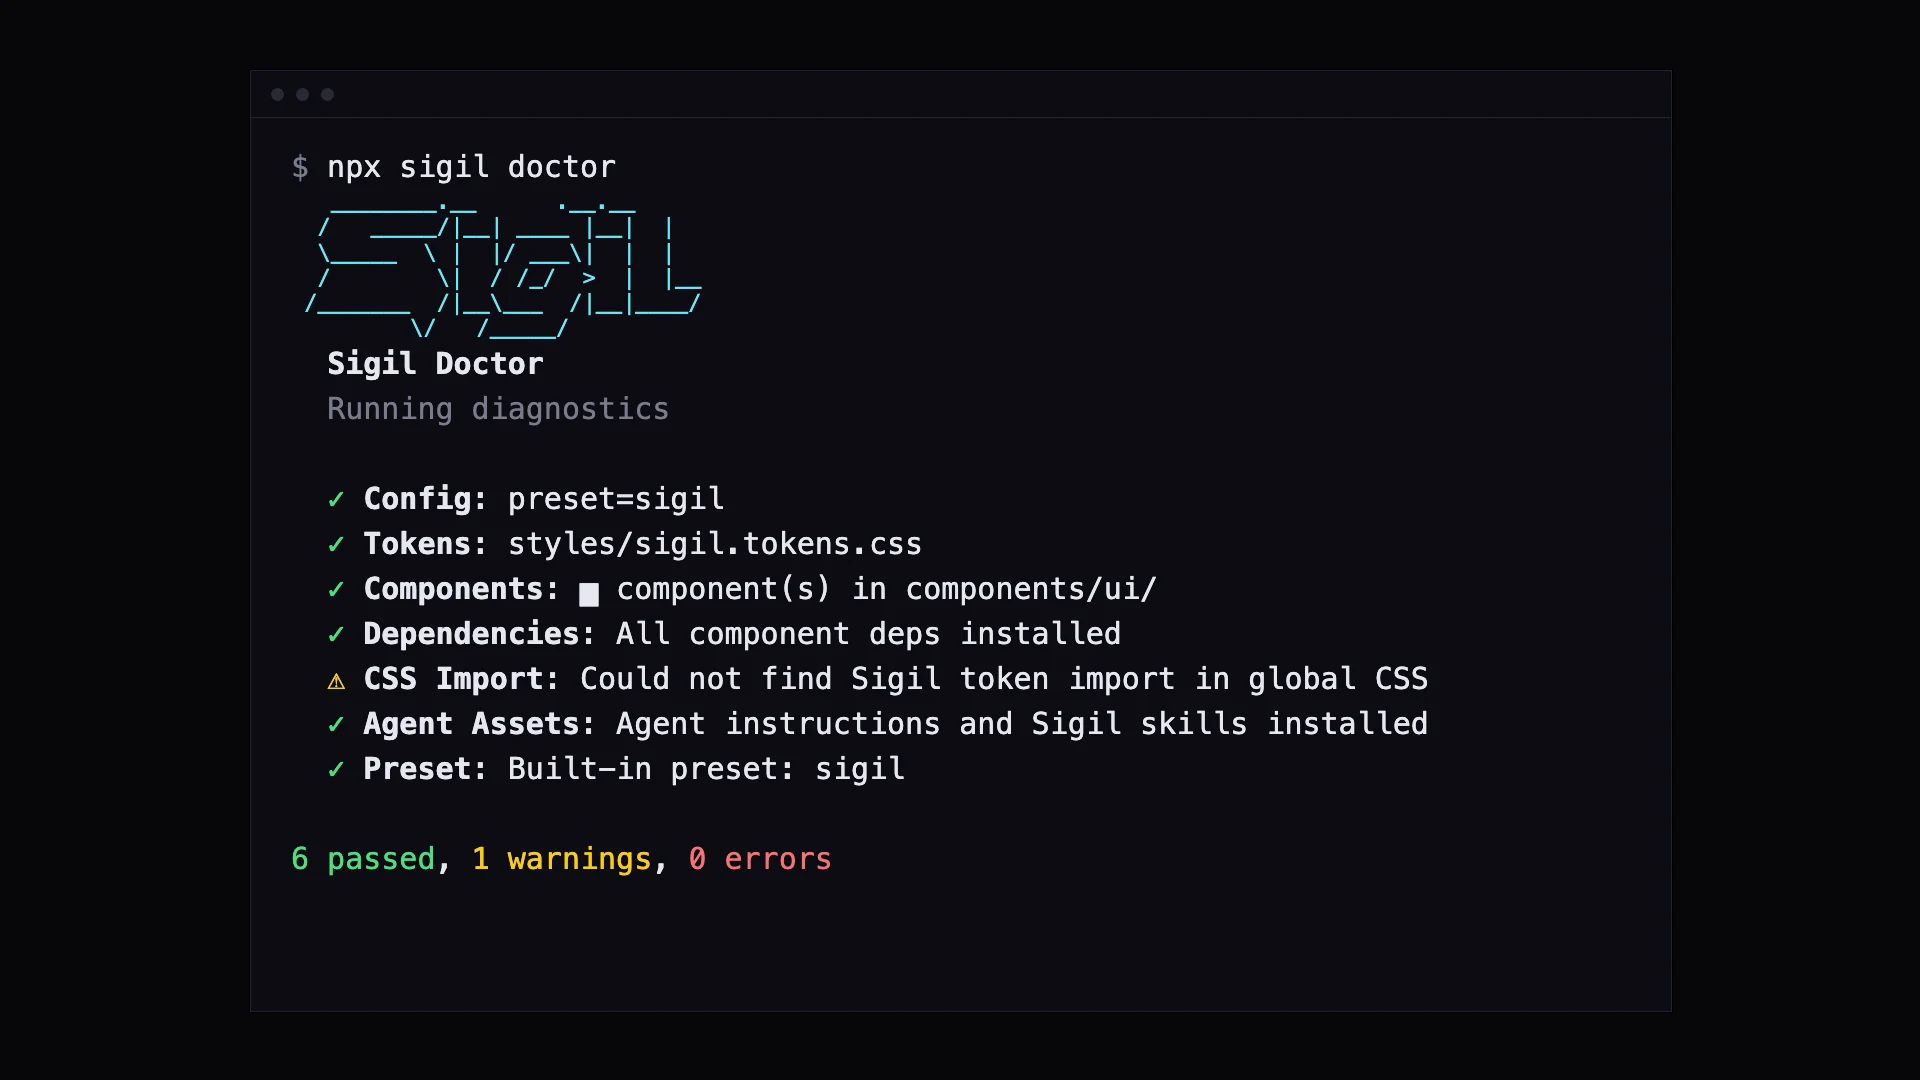 $ npx sigil doctor
Sigil
Sigil Doctor
Running diagnostics
✓ Config: preset=sigil
✓ Tokens: styles/sigil.tokens.css
✓ Components: component(s) in components/ui/
✓ Dependencies: All component deps installed
⚠ CSS Import: Could not find Sigil token import in global CSS
✓ Agent Assets: Agent instructions and Sigil skills installed
✓ Preset: Built-in preset: sigil
6 passed, 1 warnings, 0 errors